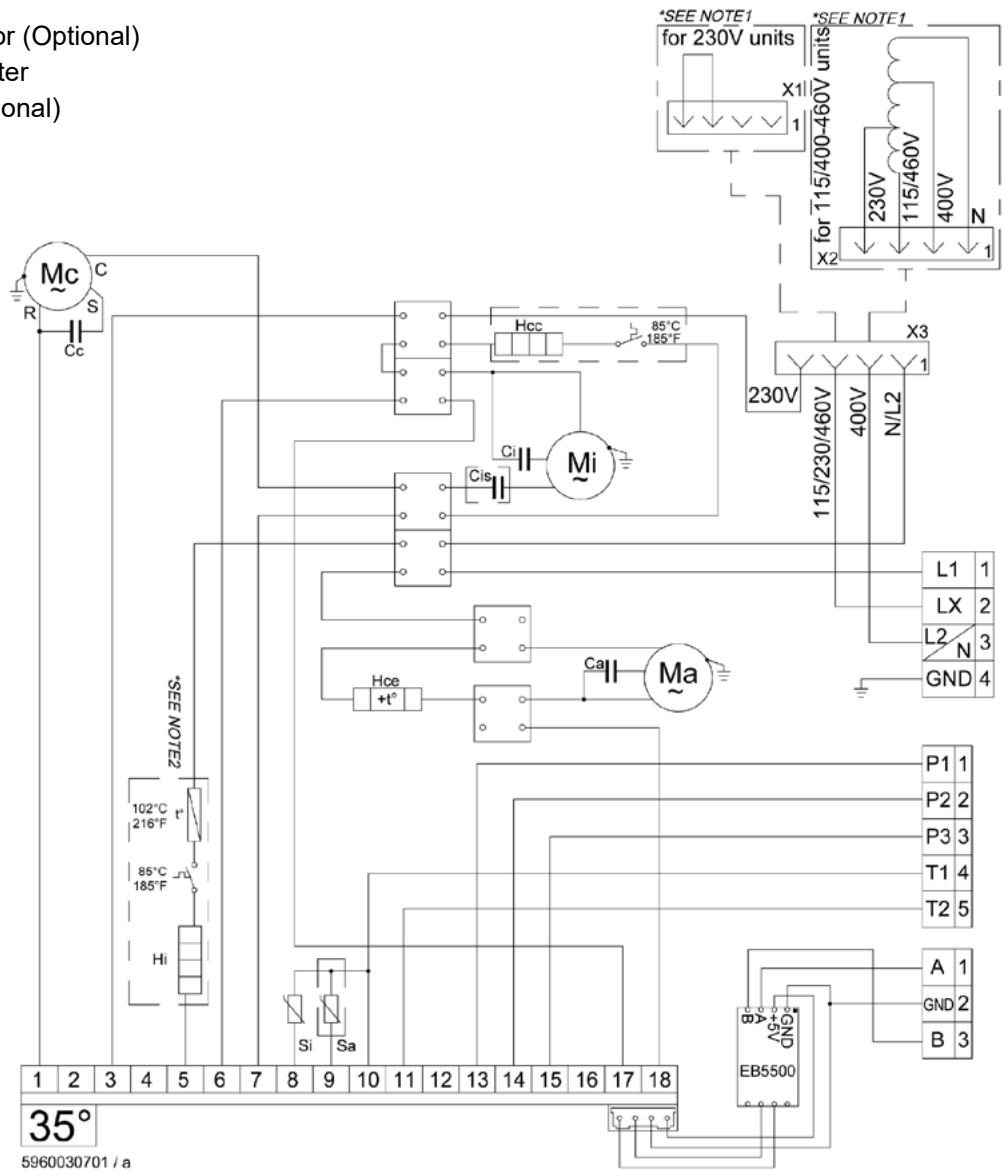 or (Optional)
ter
onal)
*SEE NOTE1
for 230V units
X1
1
*SEE NOTE1
for 115/400-460V units
230V
115/460V
400V
N
X2
1
Mc
~
C
R
S
Cc
Hcc
85°C
185°F
X3
1
230V
115/230/460V
400V
N/L2
Ci
Mi
~
Cis
L1 1
LX 2
L2/N 3
GND 4
Hce
+t°
Ca
Ma
~
*SEE NOTE2
102°C
216°F
t°
85°C
185°F
Hi
P1 1
P2 2
P3 3
T1 4
T2 5
A 1
GND 2
B 3
Si
Sa
B A +5V GND
EB5500
1 2 3 4 5 6 7 8 9 10 11 12 13 14 15 16 17 18
35°
5960030701 / a